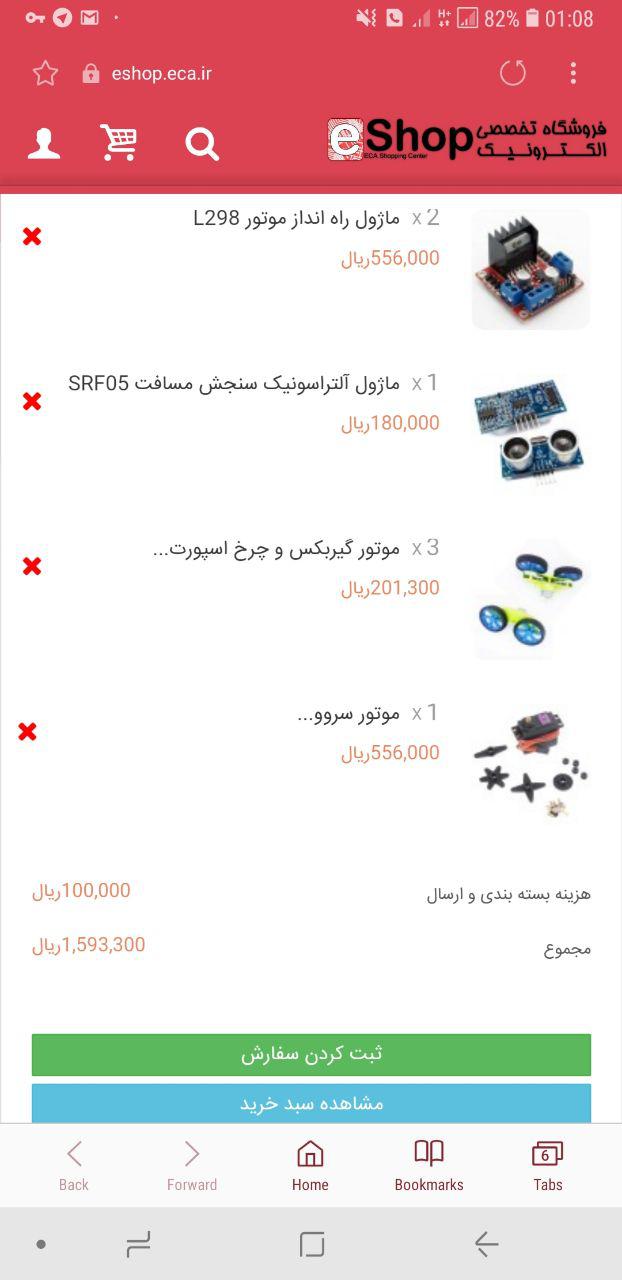 82% 01:08
eshop.eca.ir
eShop
ECA Shopping Center
فروشگاه تخصصی
الکترونیک
2 x ماژول راه انداز موتور L298
556,000ریال
1 x ماژول آلتراسونیک سنجش مسافت SRF05
180,000ریال
3 x موتور گیربکس و چرخ اسپورت...
201,300ریال
1 x موتور سروو...
556,000ریال
هزینه بسته بندی و ارسال
100,000ریال
مجموع
1,593,300ریال
ثبت کردن سفارش
مشاهده سبد خرید
6
Back
Forward
Home
Bookmarks
Tabs